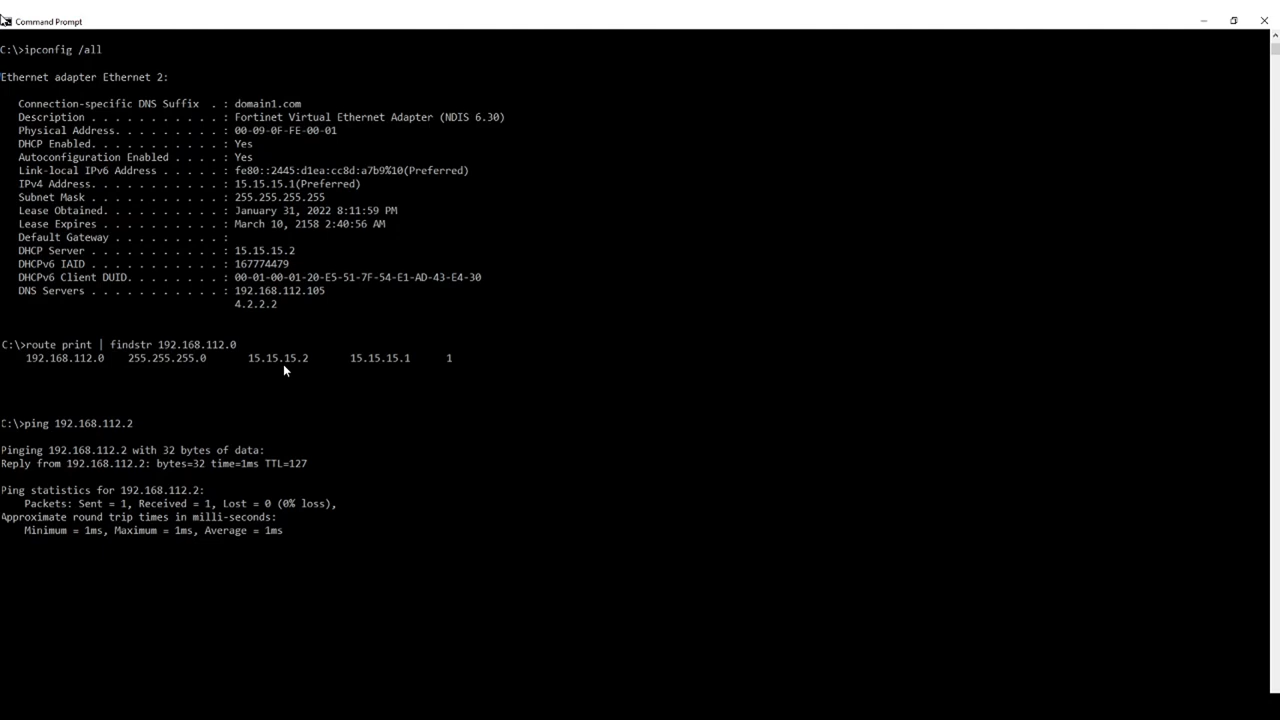 Command Prompt
C:\>ipconfig /all
Ethernet adapter Ethernet 2:
Connection-specific DNS Suffix . : domain1.com
Description . . . . . . . . . . . : Fortinet Virtual Ethernet Adapter (NDIS 6.30)
Physical Address. . . . . . . . . : 00-09-0F-FE-00-01
DHCP Enabled. . . . . . . . . . . : Yes
Autoconfiguration Enabled . . . . : Yes
Link-local IPv6 Address . . . . . : fe80::2445:d1ea:cc8d:a7b9%10(Preferred)
IPv4 Address. . . . . . . . . . . : 15.15.15.1(Preferred)
Subnet Mask . . . . . . . . . . . : 255.255.255.255
Lease Obtained. . . . . . . . . . : January 31, 2022 8:11:59 PM
Lease Expires . . . . . . . . . . : March 10, 2158 2:40:56 AM
Default Gateway . . . . . . . . . :
DHCP Server . . . . . . . . . . . : 15.15.15.2
DHCPv6 IAID . . . . . . . . . . . : 167774479
DHCPv6 Client DUID. . . . . . . . : 00-01-00-01-20-E5-51-7F-54-E1-AD-43-E4-30
DNS Servers . . . . . . . . . . . : 192.168.112.105
4.2.2.2
C:\>route print | findstr 192.168.112.0
192.168.112.0 255.255.255.0 15.15.15.2 15.15.15.1 1
C:\>ping 192.168.112.2
Pinging 192.168.112.2 with 32 bytes of data:
Reply from 192.168.112.2: bytes=32 time=1ms TTL=127
Ping statistics for 192.168.112.2:
Packets: Sent = 1, Received = 1, Lost = 0 (0% loss),
Approximate round trip times in milli-seconds:
Minimum = 1ms, Maximum = 1ms, Average = 1ms